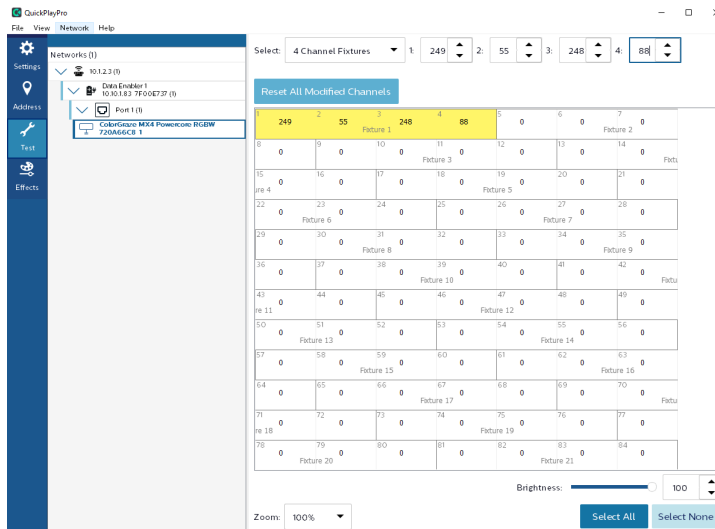 QuickPlayPro
File View Network Help
Settings
Address
Test
Effects
Networks (1)
10.1.2.3 (1)
Data Enabler 1
10.10.1.83 7F00E737 (1)
Port 1 (1)
ColorGraze MX4 Powercore RGBW
720A66C8 1
Select: 4 Channel Fixtures 1: 249 2: 55 3: 248 4: 88
Reset All Modified Channels
1 2 3 4 5 6 7
249 55 248 88 0 0 0
Fixture 1 Fixture 2
8 9 10 11 12 13 14
0 0 0 0 0 0 0
Fixture 3 Fixtu
15 16 17 18 19 20 21
0 0 0 0 0 0 0
ure 4 Fixture 5
22 23 24 25 26 27 28
0 0 0 0 0 0 0
Fixture 6 Fixture 7
29 30 31 32 33 34 35
0 0 0 0 0 0 0
Fixture 8 Fixture 9
36 37 38 39 40 41 42
0 0 0 0 0 0 0
Fixture 10 Fixtu
43 44 45 46 47 48 49
0 0 0 0 0 0 0
re 11 Fixture 12
50 51 52 53 54 55 56
0 0 0 0 0 0 0
Fixture 13 Fixture 14
57 58 59 60 61 62 63
0 0 0 0 0 0 0
Fixture 15 Fixture 16
64 65 66 67 68 69 70
0 0 0 0 0 0 0
Fixture 17 Fixtu
71 72 73 74 75 76 77
0 0 0 0 0 0 0
re 18 Fixture 19
78 79 80 81 82 83 84
0 0 0 0 0 0 0
Fixture 20 Fixture 21
Brightness: 100
Zoom: 100% Select All Select None